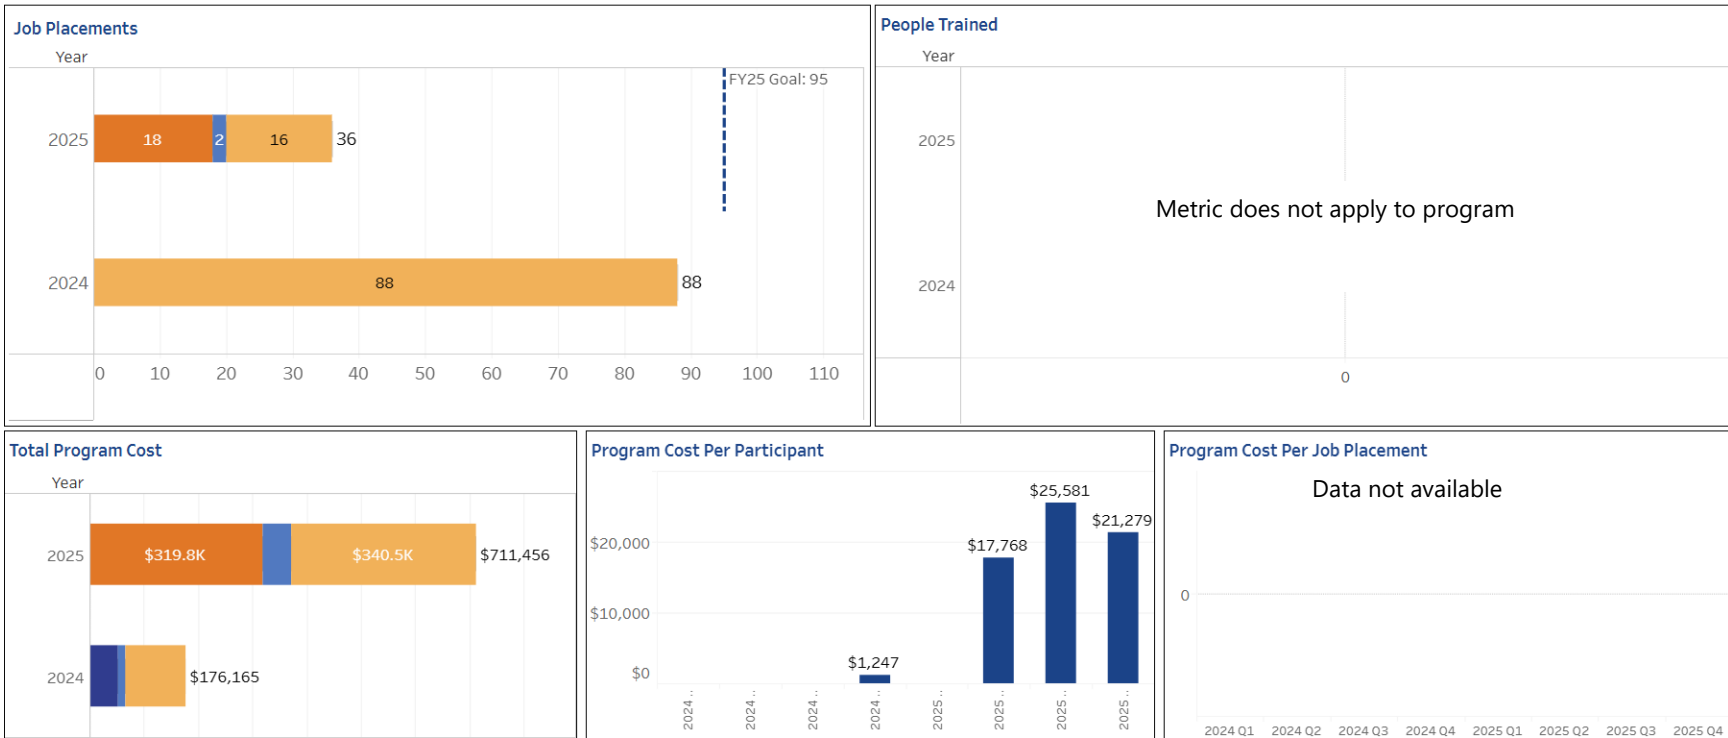 Job Placements
Year
FY25 Goal: 95
2025
18
2
16
36
2024
88
88
0 10 20 30 40 50 60 70 80 90 100 110
People Trained
Year
2025
Metric does not apply to program
2024
0
Total Program Cost
Year
2025
$319.8K
$340.5K
$711,456
2024
$176,165
Program Cost Per Participant
$25,581
$21,279
$20,000
$17,768
$10,000
$1,247
$0
2024 .. 2024 .. 2024 .. 2024 .. 2025 .. 2025 .. 2025 .. 2025 ..
Program Cost Per Job Placement
Data not available
0
2024 Q1 2024 Q2 2024 Q3 2024 Q4 2025 Q1 2025 Q2 2025 Q3 2025 Q4